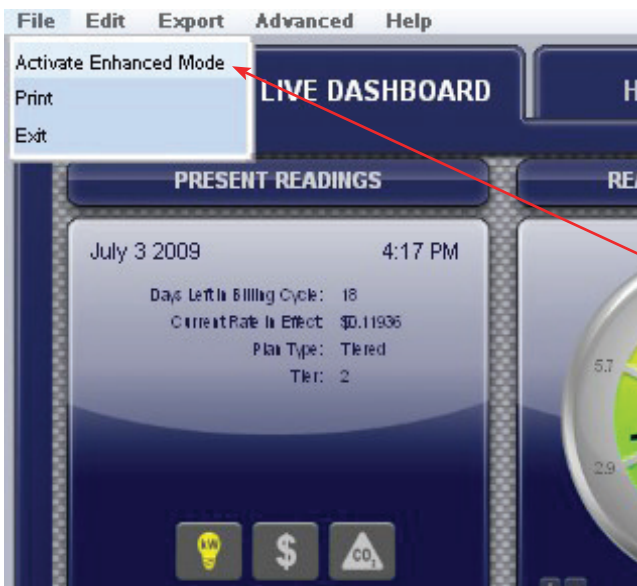 File Edit Export Advanced Help
Activate Enhanced Mode
Print
Exit
LIVE DASHBOARD
H
PRESENT READINGS
REA
July 3 2009 4:17 PM
Days Left in Billing Cycle: 18
Current Rate In Effect: $0.11936
Plan Type: Tiered
Tier: 2
5.7
2.9
kW
$
CO2